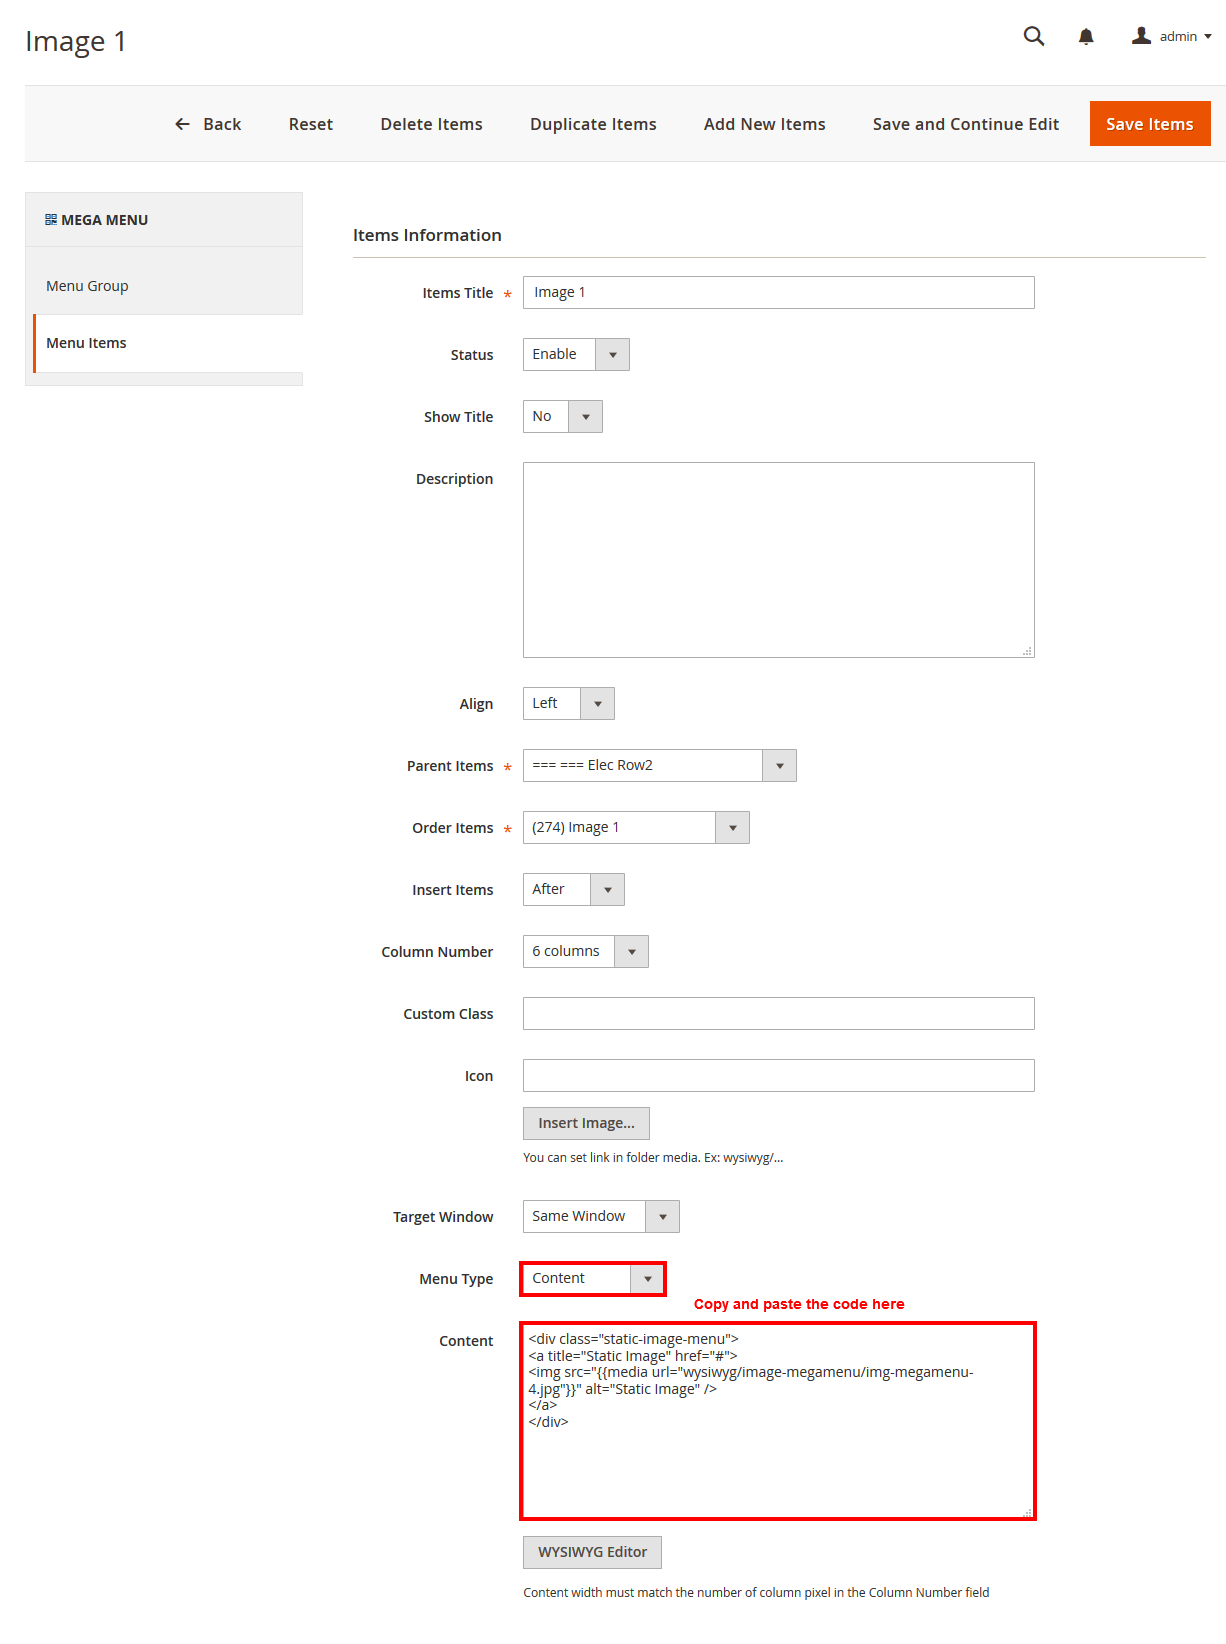 Image 1
admin
Back
Reset
Delete Items
Duplicate Items
Add New Items
Save and Continue Edit
Save Items
MEGA MENU
Menu Group
Menu Items
Items Information
Items Title * Image 1
Status Enable
Show Title No
Description
Align Left
Parent Items * === === Elec Row2
Order Items * (274) Image 1
Insert Items After
Column Number 6 columns
Custom Class
Icon
Insert Image...
You can set link in folder media. Ex: wysiwyg/...
Target Window Same Window
Menu Type Content
Copy and paste the code here
Content
<div class="static-image-menu">
<a title="Static Image" href="#">
<img src="{{media url="wysiwyg/image-megamenu/img-megamenu-
4.jpg"}}" alt="Static Image" />
</a>
</div>
WYSIWYG Editor
Content width must match the number of column pixel in the Column Number field